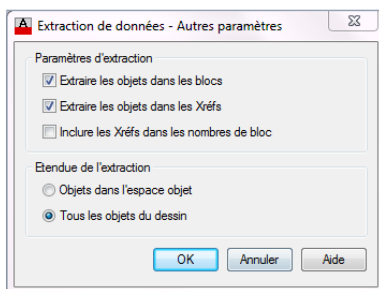 Extraction de données - Autres paramètres
Paramètres d'extraction
Extraire les objets dans les blocs
Extraire les objets dans les Xréfs
Inclure les Xréfs dans les nombres de bloc
Etendue de l'extraction
Objets dans l'espace objet
Tous les objets du dessin
OK Annuler Aide